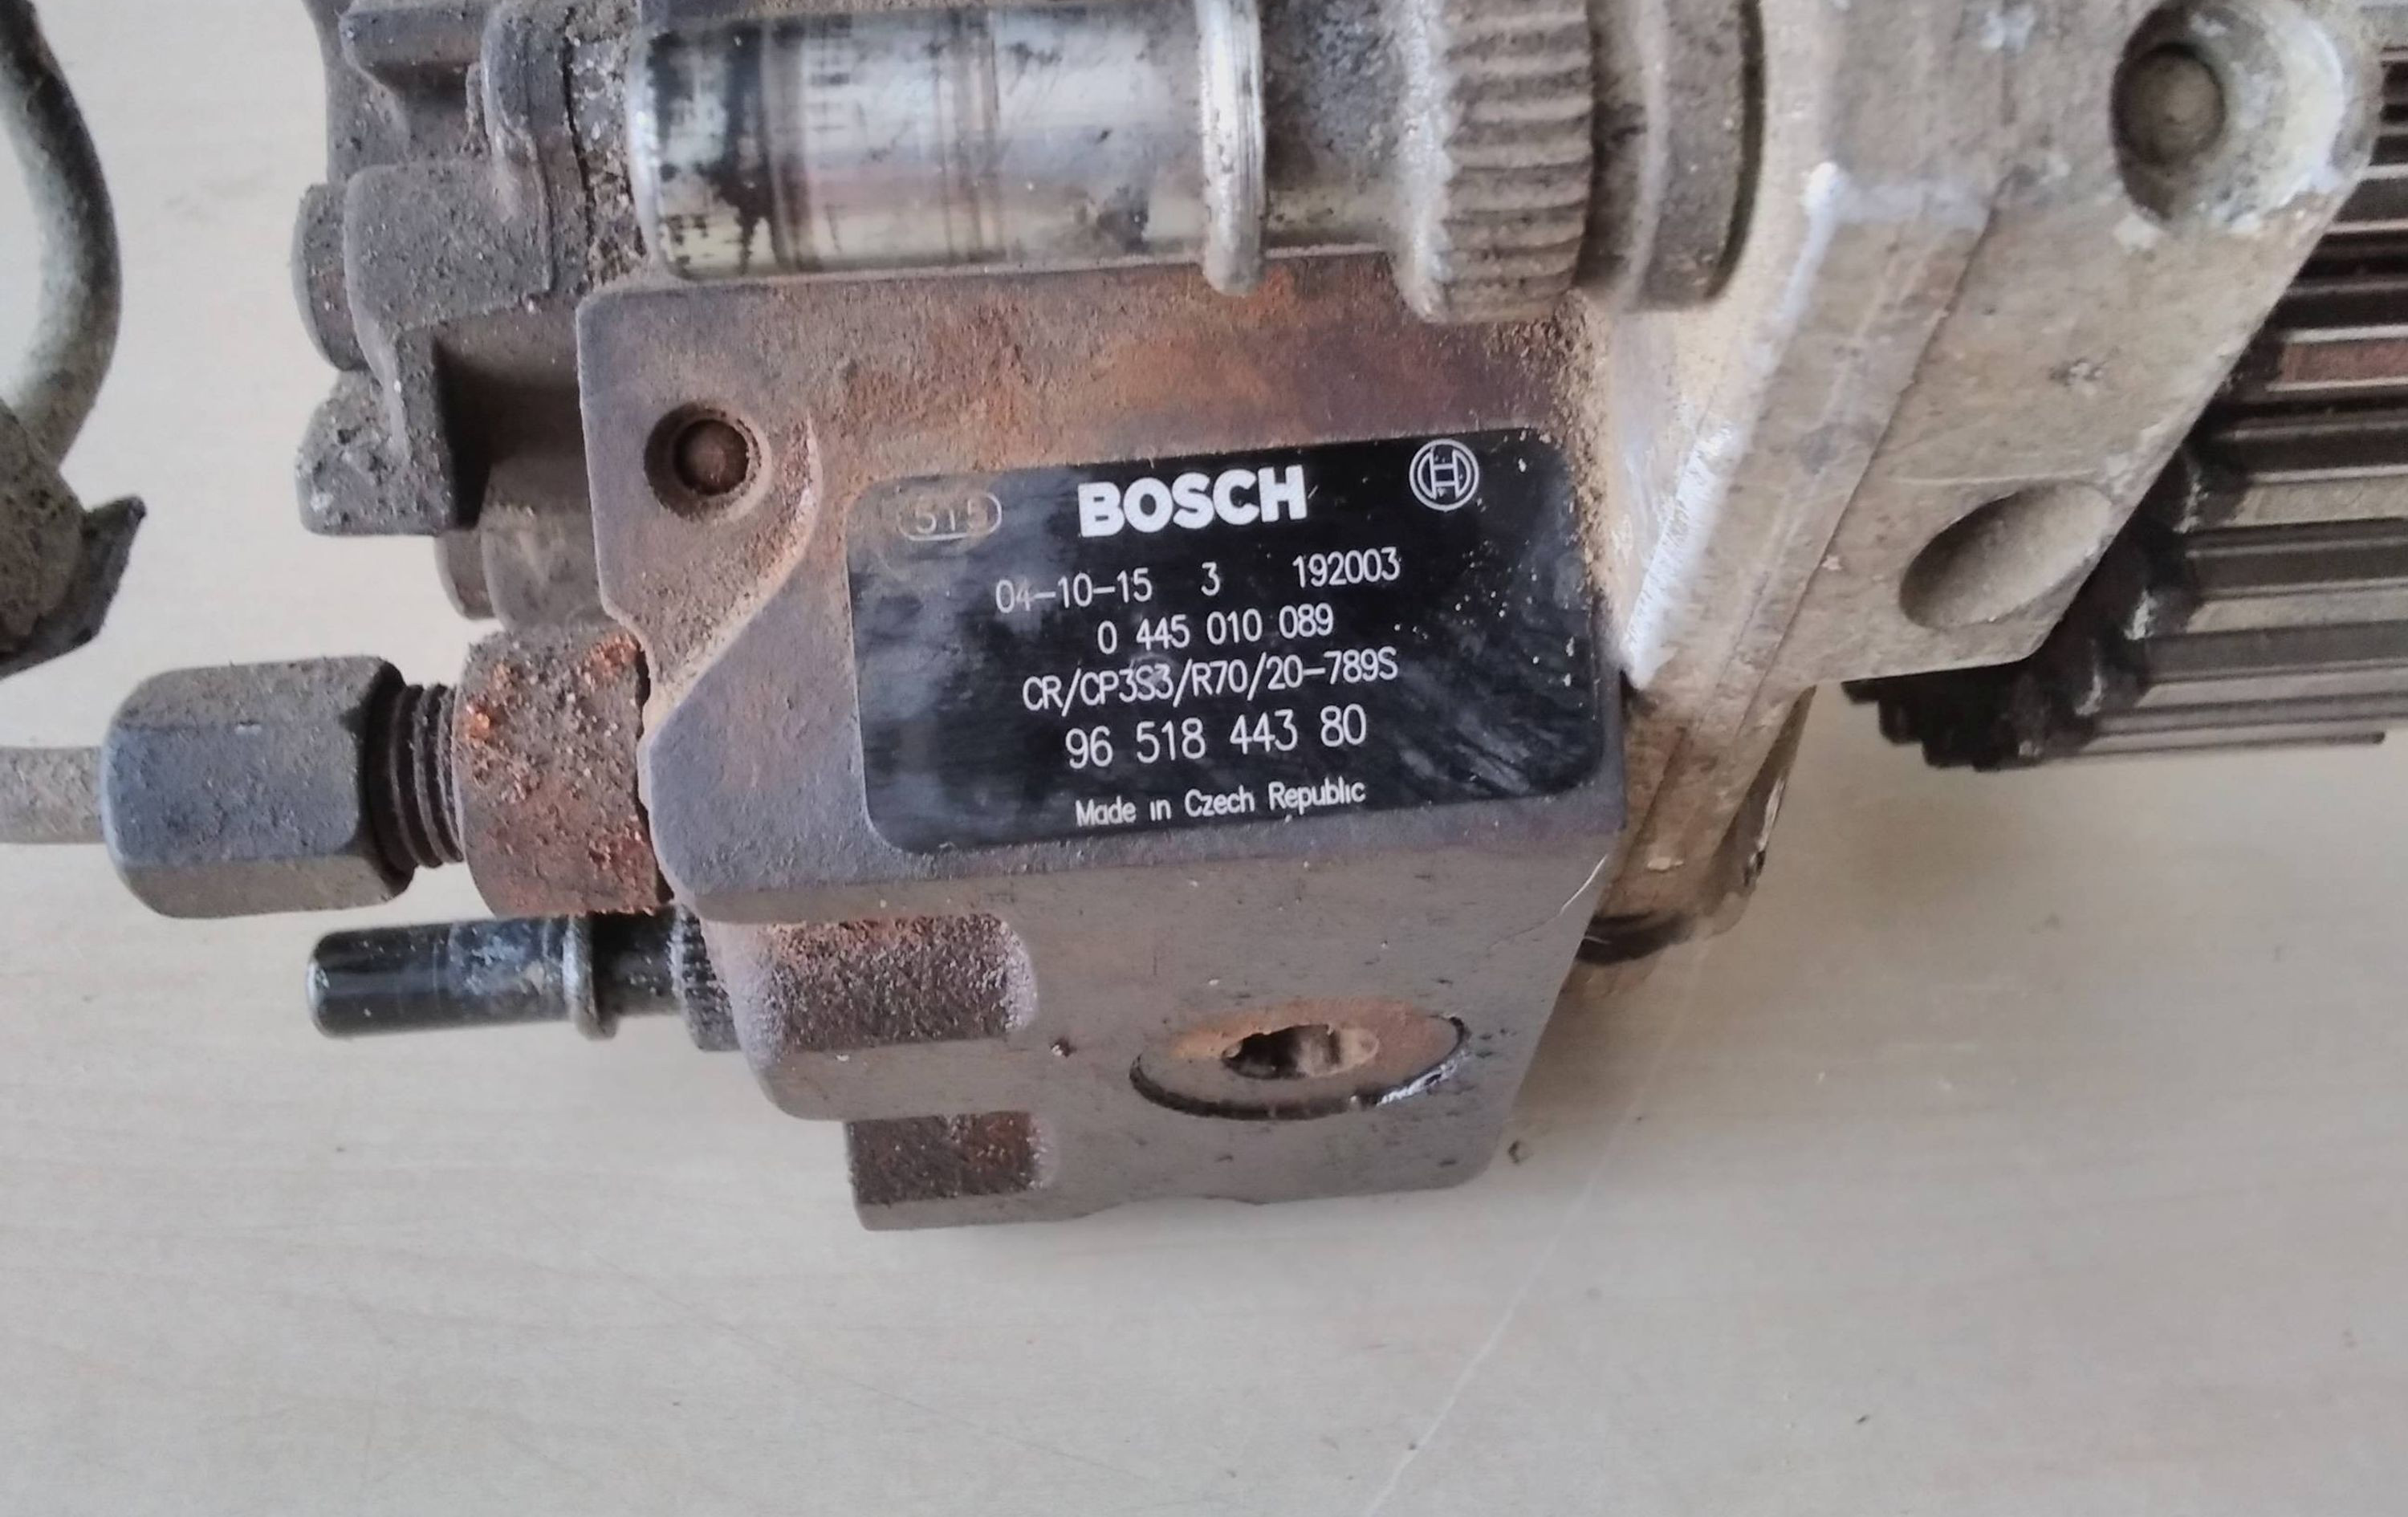 515 BOSCH
04-10-15 3 192003
0 445 010 089
CR/CP3S3/R70/20-789S
96 518 443 80
Made in Czech Republic